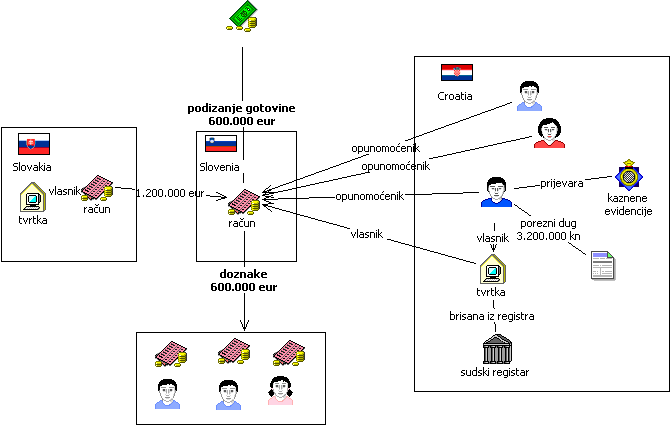 podizanje gotovine
600.000 eur
Slovakia
vlasnik
tvrtka
račun
1.200.000 eur
Slovenia
račun
doznake
600.000 eur
Croatia
opunomoćenik
opunomoćenik
opunomoćenik
vlasnik
prijevara
kaznene
evidencije
porezni dug
3.200.000 kn
vlasnik
tvrtka
brisana iz registra
sudski registar